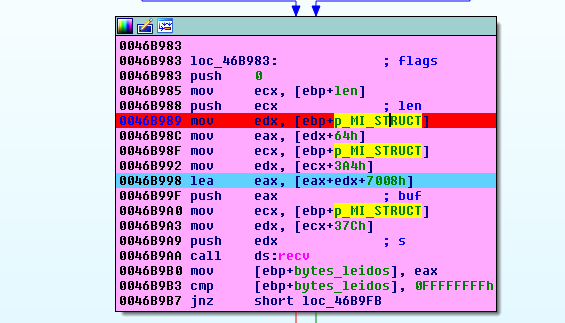 0046B983
0046B983 loc_46B983: ; flags
0046B983 push 0
0046B985 mov ecx, [ebp+len]
0046B988 push ecx ; len
0046B989 mov edx, [ebp+p_MI_STRUCT]
0046B98C mov eax, [edx+64h]
0046B98F mov ecx, [ebp+p_MI_STRUCT]
0046B992 mov edx, [ecx+3A4h]
0046B998 lea eax, [eax+edx+7008h]
0046B99F push eax ; buf
0046B9A0 mov ecx, [ebp+p_MI_STRUCT]
0046B9A3 mov edx, [ecx+37Ch]
0046B9A9 push edx ; s
0046B9AA call ds:recv
0046B9B0 mov [ebp+bytes_leidos], eax
0046B9B3 cmp [ebp+bytes_leidos], 0FFFFFFFFh
0046B9B7 jnz short loc_46B9FB